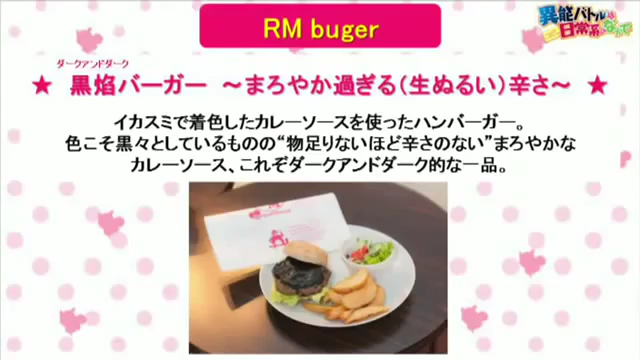 RM buger
異能バトルは
日常系のなかで
ダークアンドダーク
★ 黒焰バーガー ～まろやか過ぎる(生ぬるい)辛さ～ ★
イカスミで着色したカレーソースを使ったハンバーガー。
色こそ黒々としているものの“物足りないほど辛さのない”まろやかな
カレーソース、これぞダークアンドダーク的な一品。